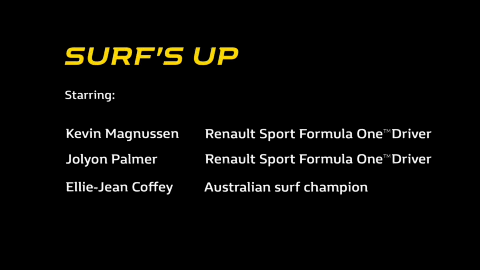 SURF'S UP
Starring:
Kevin Magnussen Renault Sport Formula One™ Driver
Jolyon Palmer Renault Sport Formula One™ Driver
Ellie-Jean Coffey Australian surf champion